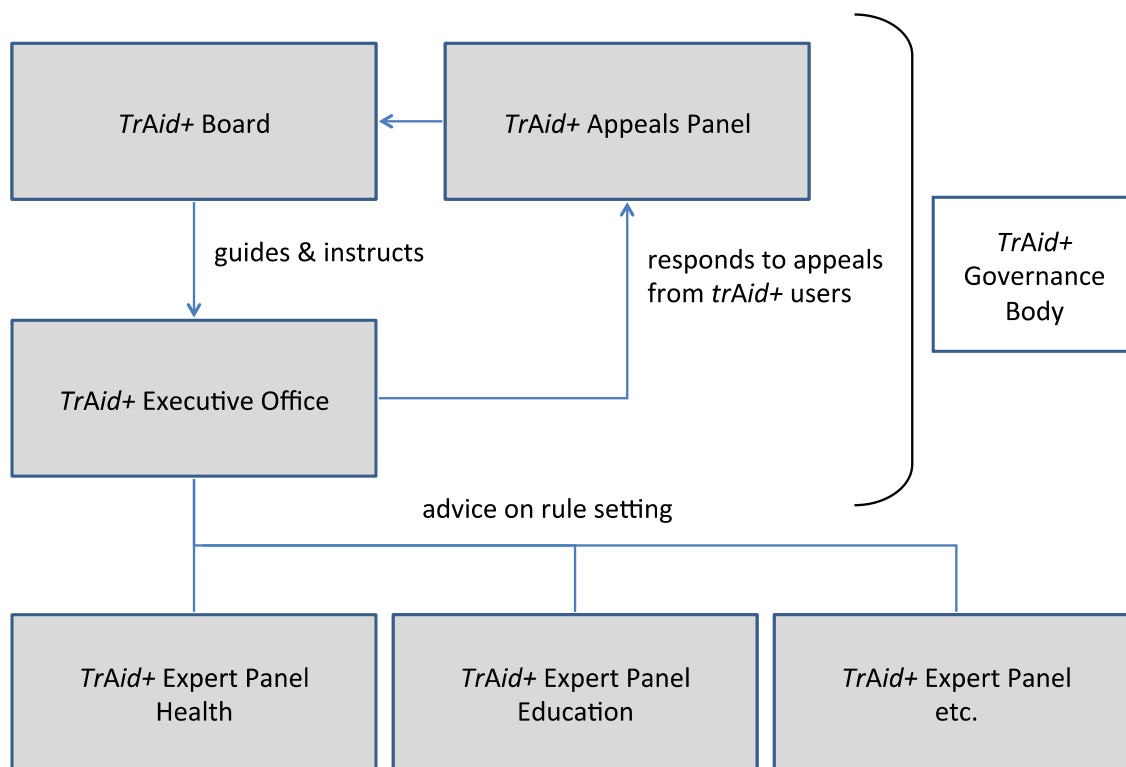 TrAid+ Board
TrAid+ Appeals Panel
guides & instructs
responds to appeals
from trAid+ users
TrAid+
Governance
Body
TrAid+ Executive Office
advice on rule setting
TrAid+ Expert Panel
Health
TrAid+ Expert Panel
Education
TrAid+ Expert Panel
etc.